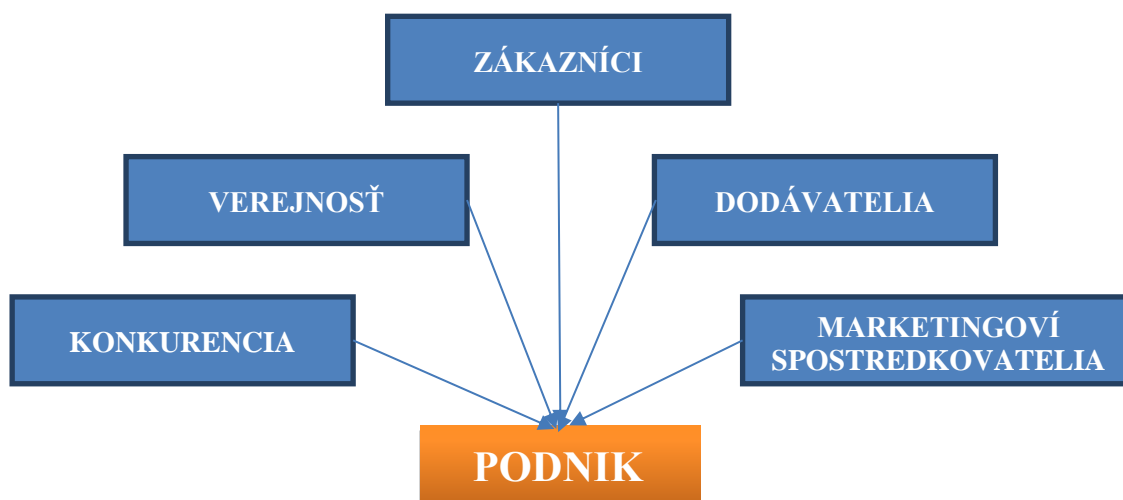 ZÁKAZNÍCI
VEREJNOSŤ
DODÁVATELIA
KONKURENCIA
MARKETINGOVÍ
SPOSTREDKOVATELIA
PODNIK